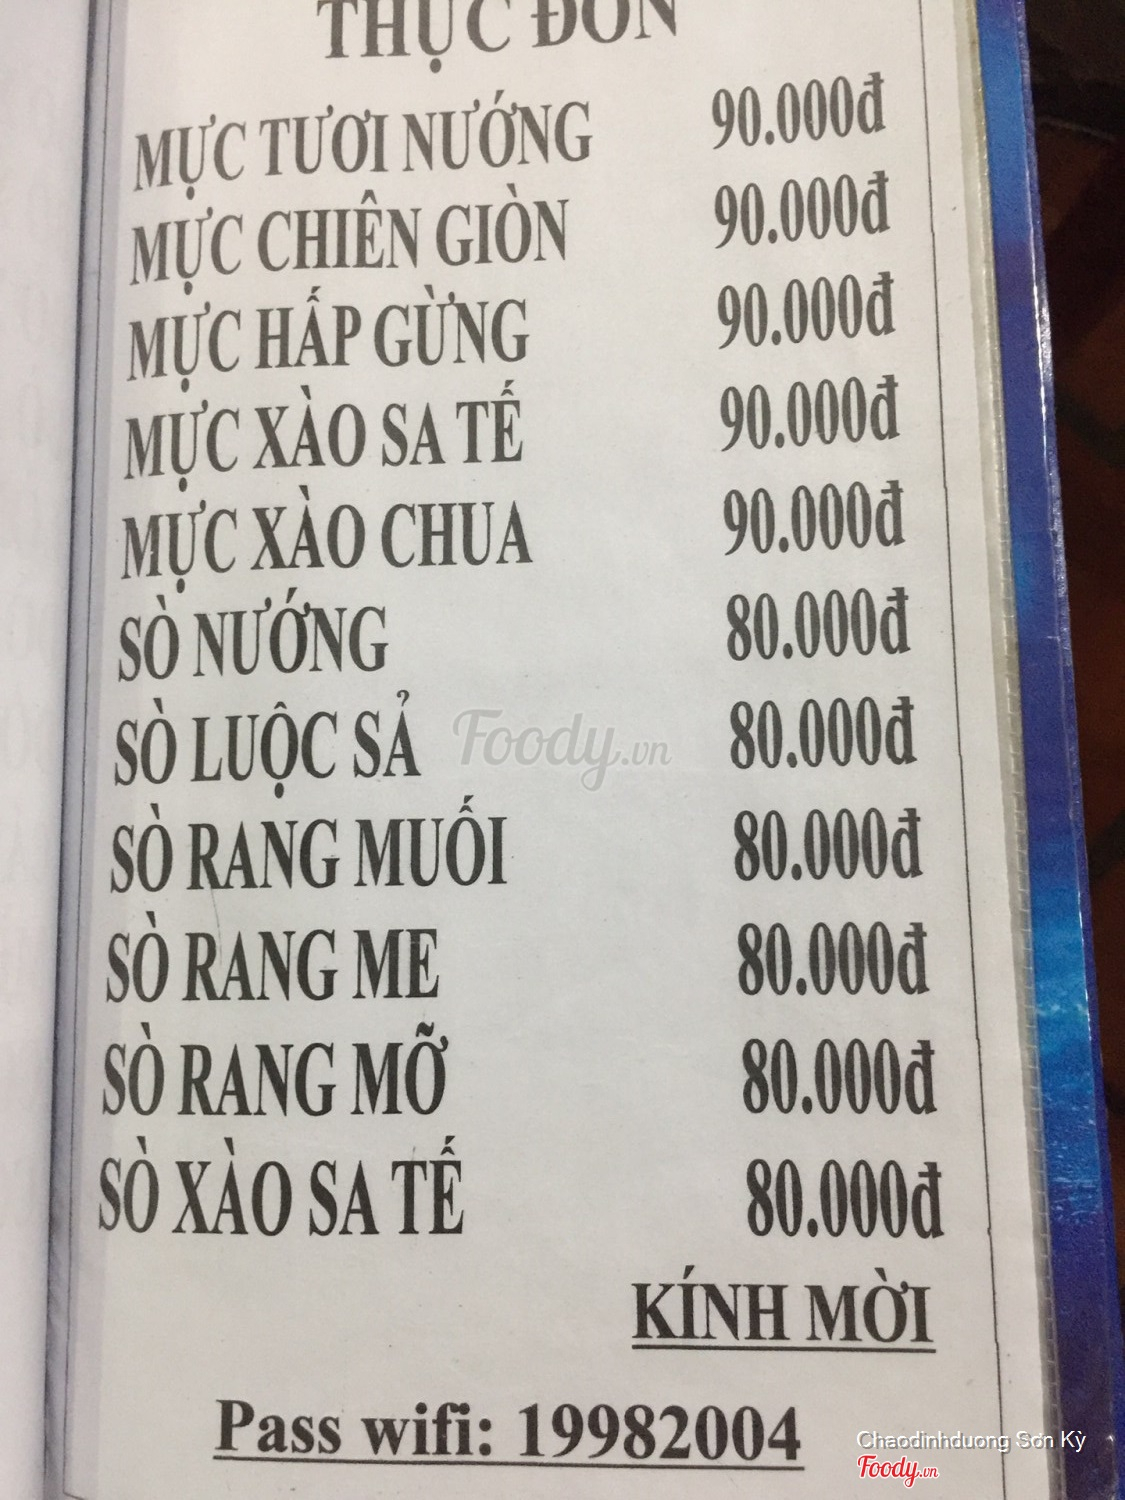 THỰC ĐƠN
MỰC TƯƠI NƯỚNG 90.000đ
MỰC CHIÊN GIÒN 90.000đ
MỰC HẤP GỪNG 90.000đ
MỰC XÀO SA TẾ 90.000đ
MỰC XÀO CHUA 90.000đ
SÒ NƯỚNG 80.000đ
SÒ LUỘC SẢ 80.000đ
Foody.vn
SÒ RANG MUỐI 80.000đ
SÒ RANG ME 80.000đ
SÒ RANG MỠ 80.000đ
SÒ XÀO SA TẾ 80.000đ
KÍNH MỜI
Pass wifi: 19982004
Chaodinhduong Sơn Kỳ
Foody.vn